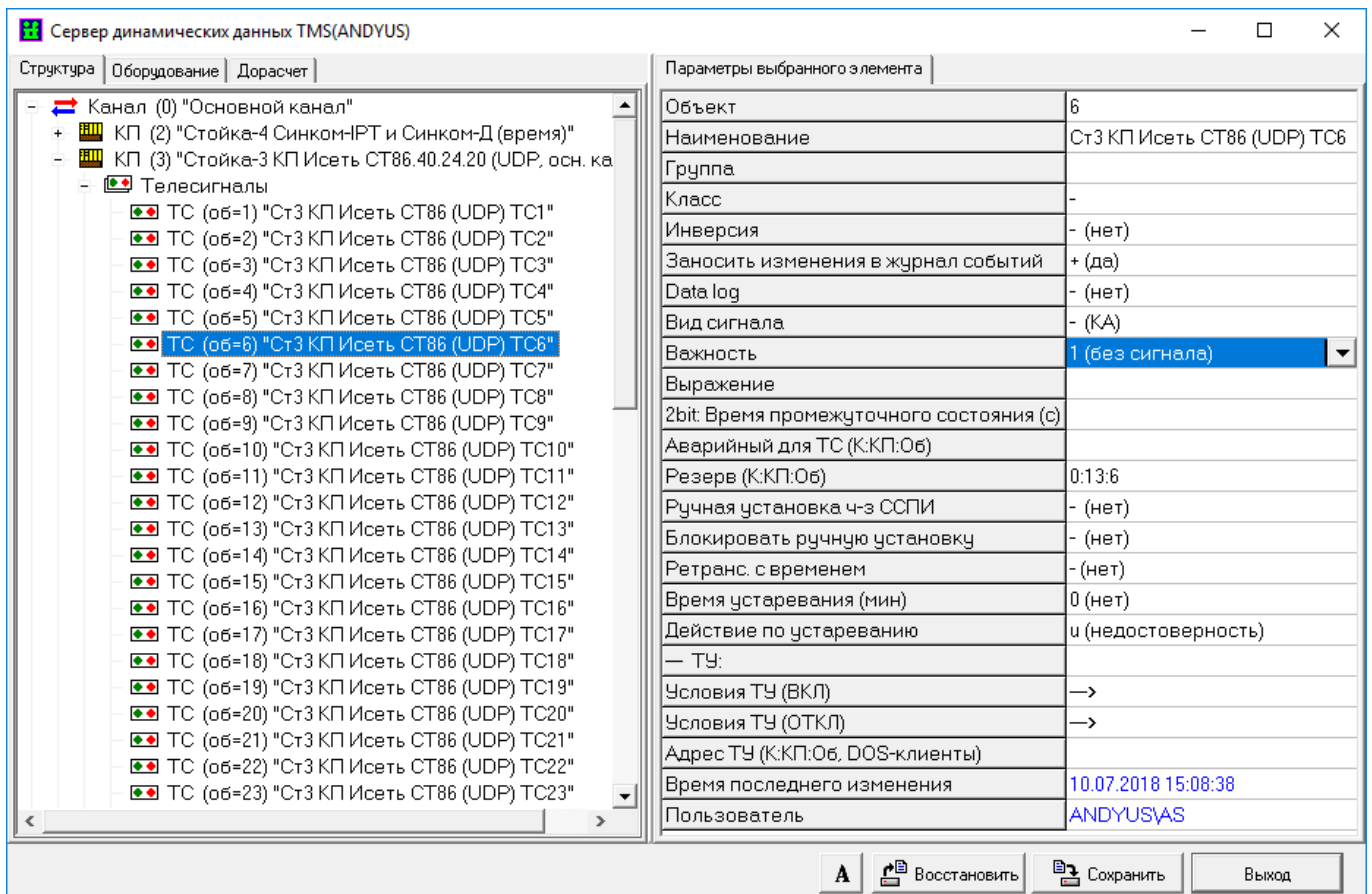 Сервер динамических данных TMS(ANDYUS)
Структура Оборудование Дорасчет
Канал (0) "Основной канал"
КП (2) "Стойка-4 Синком-IPT и Синком-Д (время)"
КП (3) "Стойка-3 КП Исеть СТ86.40.24.20 (UDP, осн. ка
Телесигналы
ТС (об=1) "Ст3 КП Исеть СТ86 (UDP) ТС1"
ТС (об=2) "Ст3 КП Исеть СТ86 (UDP) ТС2"
ТС (об=3) "Ст3 КП Исеть СТ86 (UDP) ТС3"
ТС (об=4) "Ст3 КП Исеть СТ86 (UDP) ТС4"
ТС (об=5) "Ст3 КП Исеть СТ86 (UDP) ТС5"
ТС (об=6) "Ст3 КП Исеть СТ86 (UDP) ТС6"
ТС (об=7) "Ст3 КП Исеть СТ86 (UDP) ТС7"
ТС (об=8) "Ст3 КП Исеть СТ86 (UDP) ТС8"
ТС (об=9) "Ст3 КП Исеть СТ86 (UDP) ТС9"
ТС (об=10) "Ст3 КП Исеть СТ86 (UDP) ТС10"
ТС (об=11) "Ст3 КП Исеть СТ86 (UDP) ТС11"
ТС (об=12) "Ст3 КП Исеть СТ86 (UDP) ТС12"
ТС (об=13) "Ст3 КП Исеть СТ86 (UDP) ТС13"
ТС (об=14) "Ст3 КП Исеть СТ86 (UDP) ТС14"
ТС (об=15) "Ст3 КП Исеть СТ86 (UDP) ТС15"
ТС (об=16) "Ст3 КП Исеть СТ86 (UDP) ТС16"
ТС (об=17) "Ст3 КП Исеть СТ86 (UDP) ТС17"
ТС (об=18) "Ст3 КП Исеть СТ86 (UDP) ТС18"
ТС (об=19) "Ст3 КП Исеть СТ86 (UDP) ТС19"
ТС (об=20) "Ст3 КП Исеть СТ86 (UDP) ТС20"
ТС (об=21) "Ст3 КП Исеть СТ86 (UDP) ТС21"
ТС (об=22) "Ст3 КП Исеть СТ86 (UDP) ТС22"
ТС (об=23) "Ст3 КП Исеть СТ86 (UDP) ТС23"
Параметры выбранного элемента
Объект 6
Наименование Ст3 КП Исеть СТ86 (UDP) ТС6
Группа
Класс -
Инверсия - (нет)
Заносить изменения в журнал событий + (да)
Data log - (нет)
Вид сигнала - (КА)
Важность 1 (без сигнала)
Выражение
2bit: Время промежуточного состояния (с)
Аварийный для ТС (К:КП:Об)
Резерв (К:КП:Об) 0:13:6
Ручная установка ч-з ССПИ - (нет)
Блокировать ручную установку - (нет)
Ретранс. с временем - (нет)
Время устаревания (мин) 0 (нет)
Действие по устареванию u (недостоверность)
— ТУ:
Условия ТУ (ВКЛ) —>
Условия ТУ (ОТКЛ) —>
Адрес ТУ (К:КП:Об, DOS-клиенты)
Время последнего изменения 10.07.2018 15:08:38
Пользователь ANDYUS\AS
A Восстановить Сохранить Выход